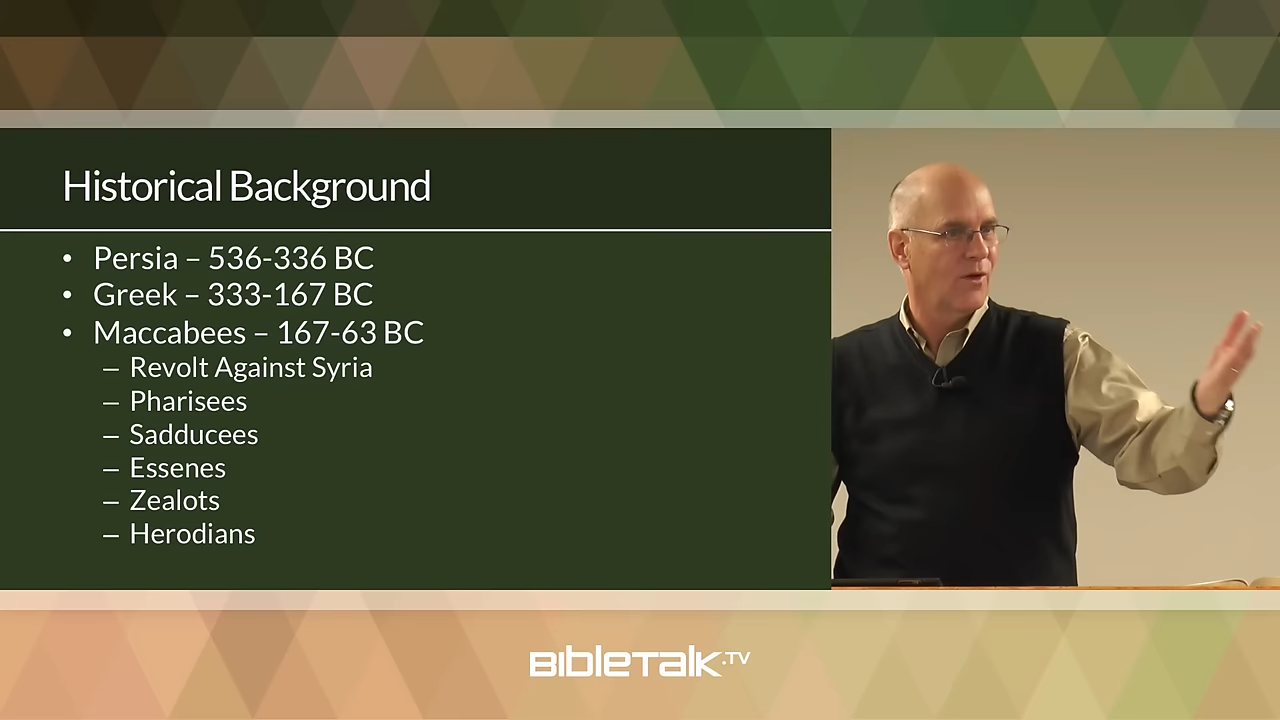 Historical Background
• Persia – 536-336 BC
• Greek – 333-167 BC
• Maccabees – 167-63 BC
– Revolt Against Syria
– Pharisees
– Sadducees
– Essenes
– Zealots
– Herodians
BibleTalk.TV